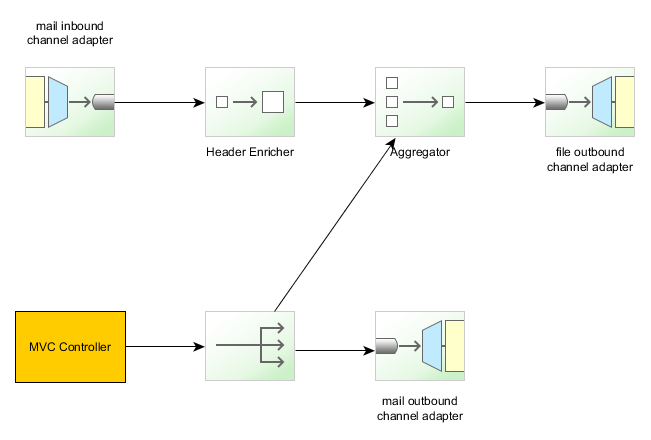 mail inbound
channel adapter
Header Enricher
Aggregator
file outbound
channel adapter
MVC Controller
mail outbound
channel adapter